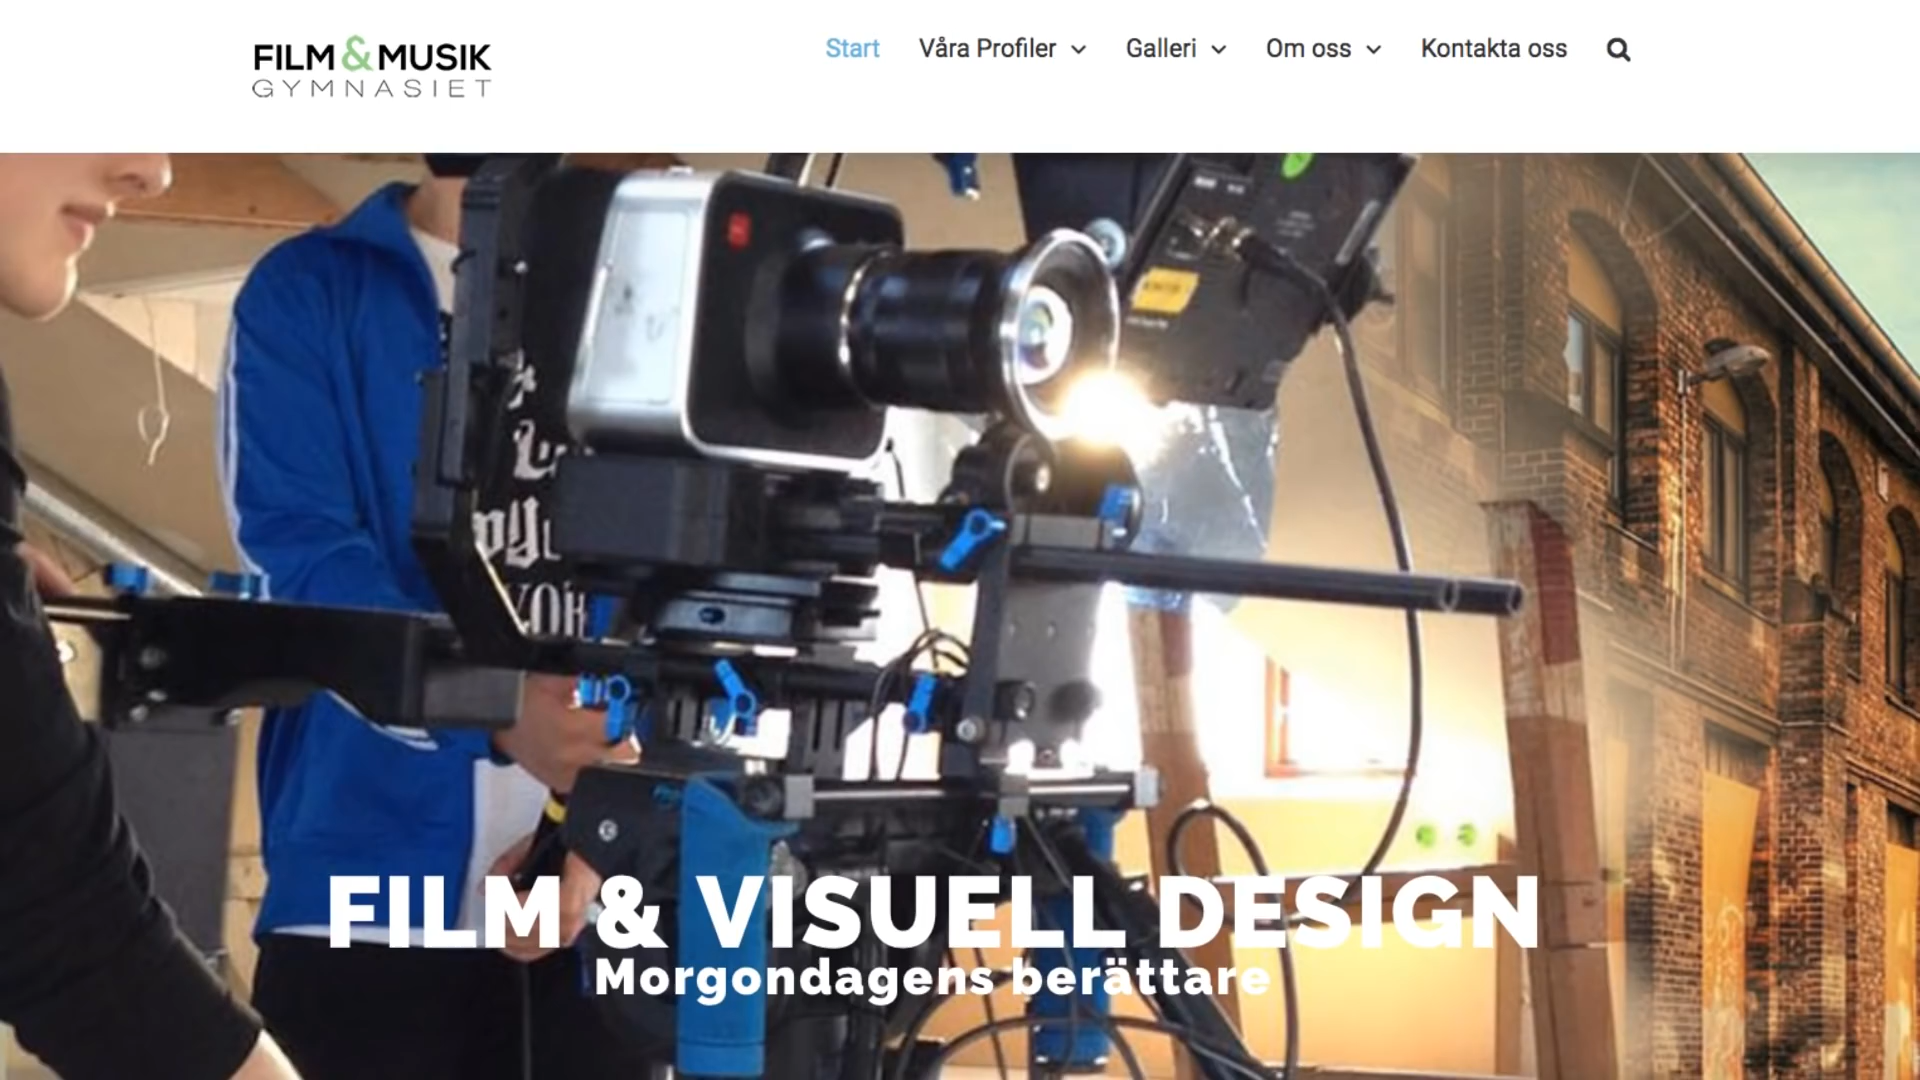 FILM & MUSIK
GYMNASIET
Start
Våra Profiler
Galleri
Om oss
Kontakta oss
FILM & VISUELL DESIGN
Morgondagens berättare